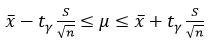 x̄ − t_γ s/√n ≤ μ ≤ x̄ + t_γ s/√n